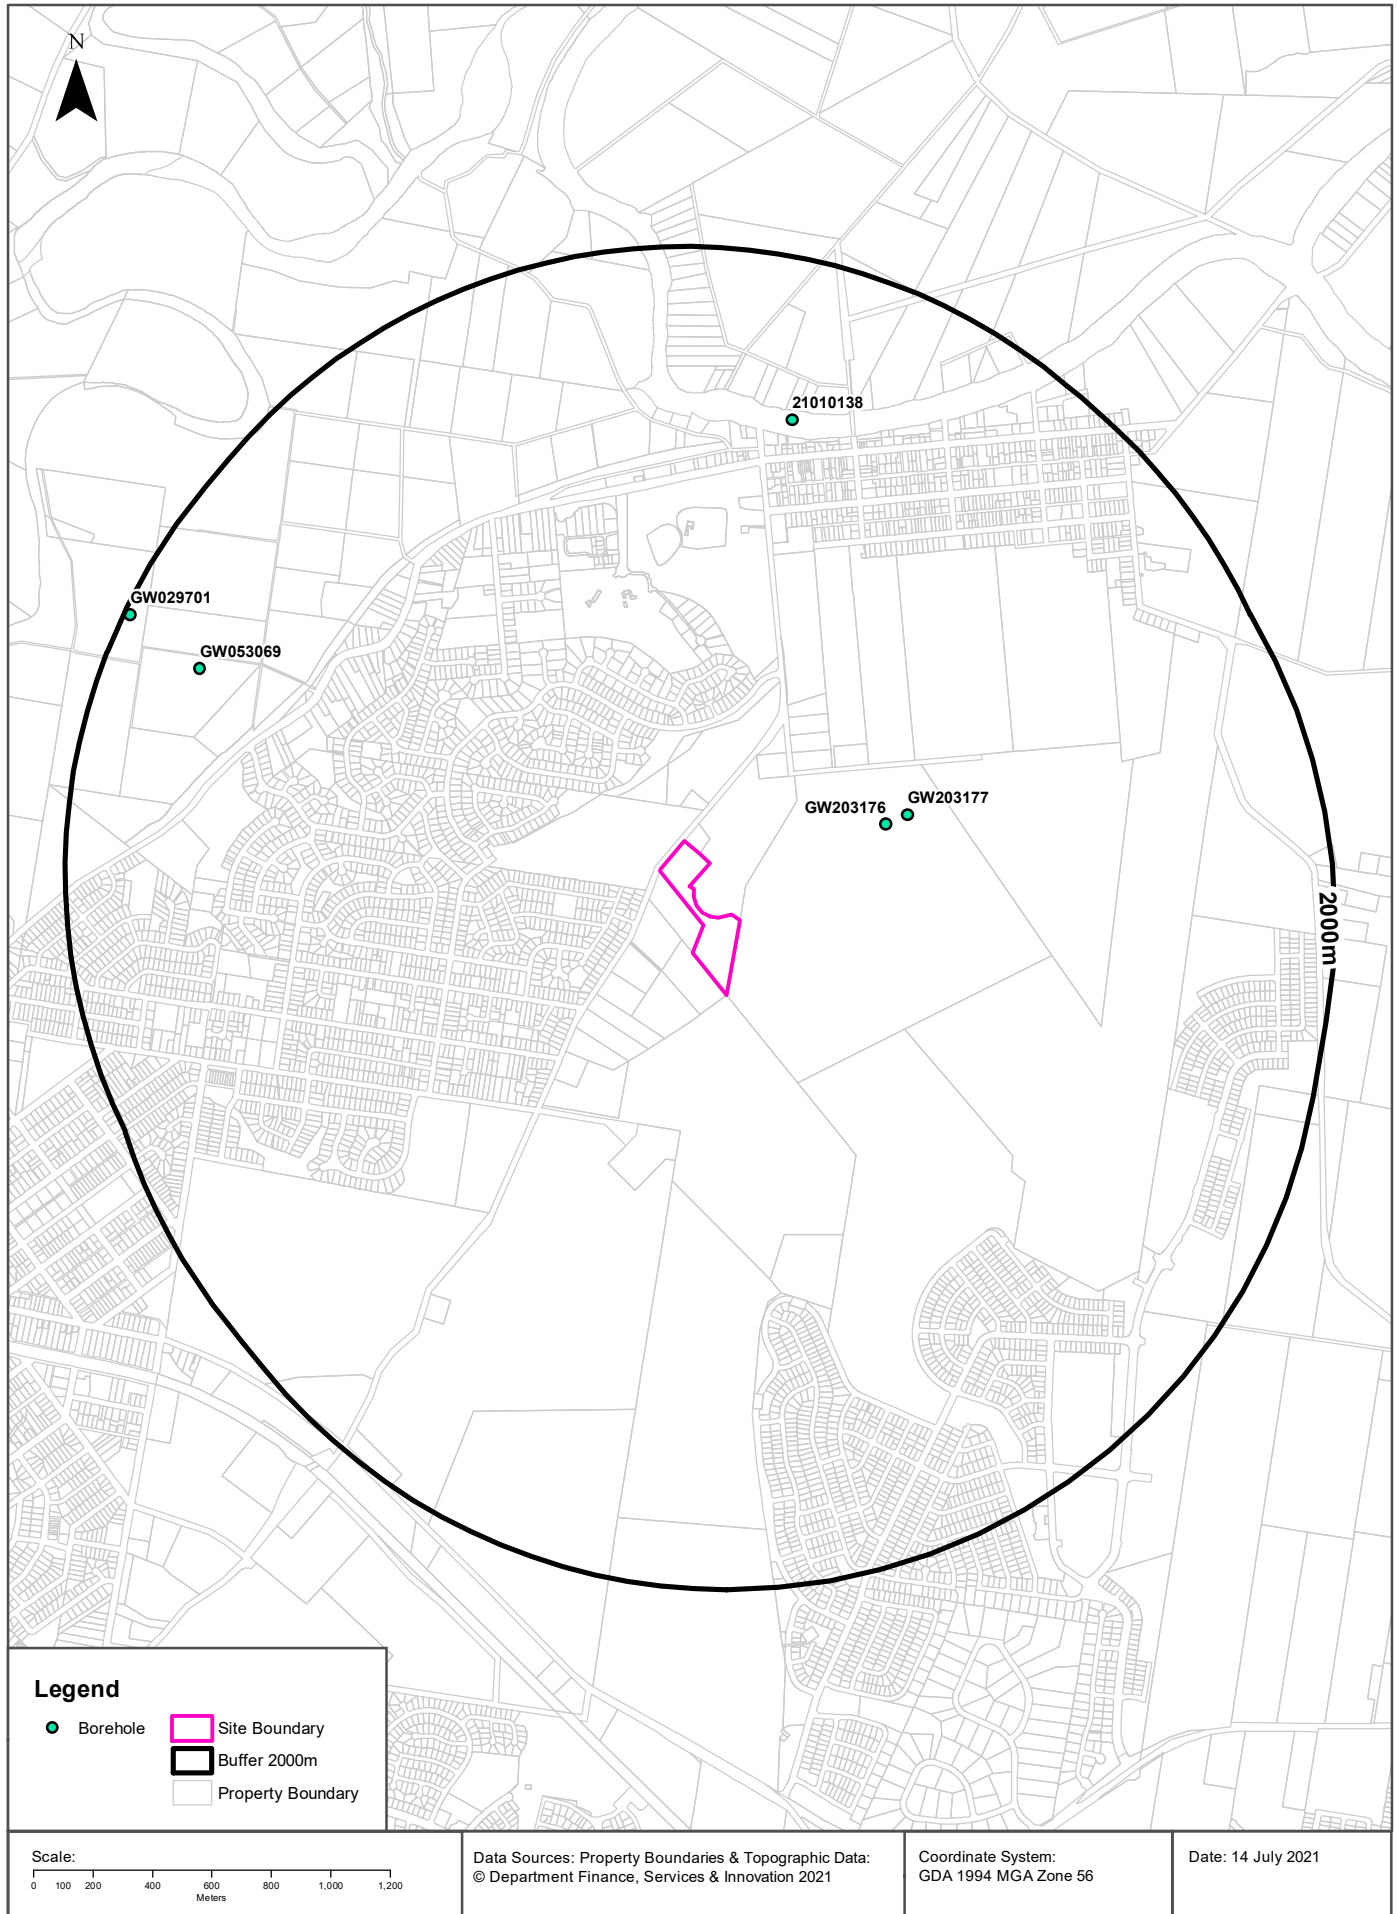 N
21010138
GW029701
GW053069
GW203177
GW203176
2000m
Legend
Borehole
Site Boundary
Buffer 2000m
Property Boundary
Scale:
0 100 200 400 600 800 1,000 1,200
Meters
Data Sources: Property Boundaries & Topographic Data:
© Department Finance, Services & Innovation 2021
Coordinate System:
GDA 1994 MGA Zone 56
Date: 14 July 2021